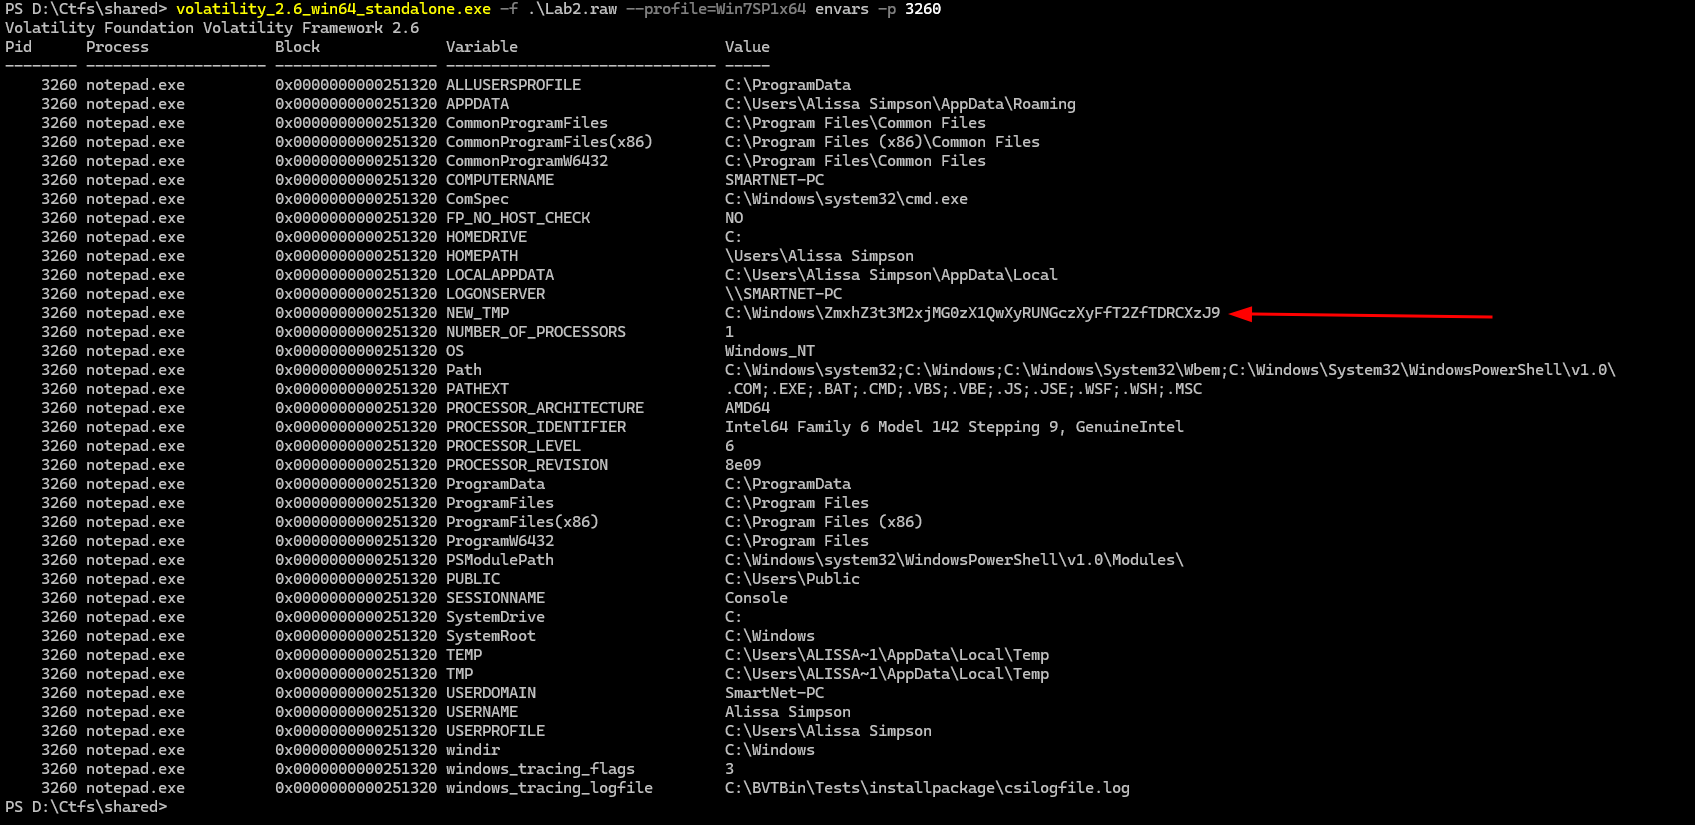 PS D:\Ctfs\shared> volatility_2.6_win64_standalone.exe -f .\Lab2.raw --profile=Win7SP1x64 envars -p 3260
Volatility Foundation Volatility Framework 2.6
Pid      Process              Block              Variable                       Value
-------- -------------------- ------------------ ------------------------------ -----
    3260 notepad.exe          0x0000000000251320 ALLUSERSPROFILE                C:\ProgramData
    3260 notepad.exe          0x0000000000251320 APPDATA                        C:\Users\Alissa Simpson\AppData\Roaming
    3260 notepad.exe          0x0000000000251320 CommonProgramFiles             C:\Program Files\Common Files
    3260 notepad.exe          0x0000000000251320 CommonProgramFiles(x86)        C:\Program Files (x86)\Common Files
    3260 notepad.exe          0x0000000000251320 CommonProgramW6432             C:\Program Files\Common Files
    3260 notepad.exe          0x0000000000251320 COMPUTERNAME                   SMARTNET-PC
    3260 notepad.exe          0x0000000000251320 ComSpec                        C:\Windows\system32\cmd.exe
    3260 notepad.exe          0x0000000000251320 FP_NO_HOST_CHECK               NO
    3260 notepad.exe          0x0000000000251320 HOMEDRIVE                      C:
    3260 notepad.exe          0x0000000000251320 HOMEPATH                       \Users\Alissa Simpson
    3260 notepad.exe          0x0000000000251320 LOCALAPPDATA                   C:\Users\Alissa Simpson\AppData\Local
    3260 notepad.exe          0x0000000000251320 LOGONSERVER                    \\SMARTNET-PC
    3260 notepad.exe          0x0000000000251320 NEW_TMP                        C:\Windows\ZmxhZ3t3M2xjMG0zX1QwXyRUNGczXyFfT2ZfTDRCXzJ9
    3260 notepad.exe          0x0000000000251320 NUMBER_OF_PROCESSORS           1
    3260 notepad.exe          0x0000000000251320 OS                             Windows_NT
    3260 notepad.exe          0x0000000000251320 Path                           C:\Windows\system32;C:\Windows;C:\Windows\System32\Wbem;C:\Windows\System32\WindowsPowerShell\v1.0\
    3260 notepad.exe          0x0000000000251320 PATHEXT                        .COM;.EXE;.BAT;.CMD;.VBS;.VBE;.JS;.JSE;.WSF;.WSH;.MSC
    3260 notepad.exe          0x0000000000251320 PROCESSOR_ARCHITECTURE         AMD64
    3260 notepad.exe          0x0000000000251320 PROCESSOR_IDENTIFIER           Intel64 Family 6 Model 142 Stepping 9, GenuineIntel
    3260 notepad.exe          0x0000000000251320 PROCESSOR_LEVEL                6
    3260 notepad.exe          0x0000000000251320 PROCESSOR_REVISION             8e09
    3260 notepad.exe          0x0000000000251320 ProgramData                    C:\ProgramData
    3260 notepad.exe          0x0000000000251320 ProgramFiles                   C:\Program Files
    3260 notepad.exe          0x0000000000251320 ProgramFiles(x86)              C:\Program Files (x86)
    3260 notepad.exe          0x0000000000251320 ProgramW6432                   C:\Program Files
    3260 notepad.exe          0x0000000000251320 PSModulePath                   C:\Windows\system32\WindowsPowerShell\v1.0\Modules\
    3260 notepad.exe          0x0000000000251320 PUBLIC                         C:\Users\Public
    3260 notepad.exe          0x0000000000251320 SESSIONNAME                    Console
    3260 notepad.exe          0x0000000000251320 SystemDrive                    C:
    3260 notepad.exe          0x0000000000251320 SystemRoot                     C:\Windows
    3260 notepad.exe          0x0000000000251320 TEMP                           C:\Users\ALISSA~1\AppData\Local\Temp
    3260 notepad.exe          0x0000000000251320 TMP                            C:\Users\ALISSA~1\AppData\Local\Temp
    3260 notepad.exe          0x0000000000251320 USERDOMAIN                     SmartNet-PC
    3260 notepad.exe          0x0000000000251320 USERNAME                       Alissa Simpson
    3260 notepad.exe          0x0000000000251320 USERPROFILE                    C:\Users\Alissa Simpson
    3260 notepad.exe          0x0000000000251320 windir                         C:\Windows
    3260 notepad.exe          0x0000000000251320 windows_tracing_flags          3
    3260 notepad.exe          0x0000000000251320 windows_tracing_logfile        C:\BVTBin\Tests\installpackage\csilogfile.log
PS D:\Ctfs\shared>